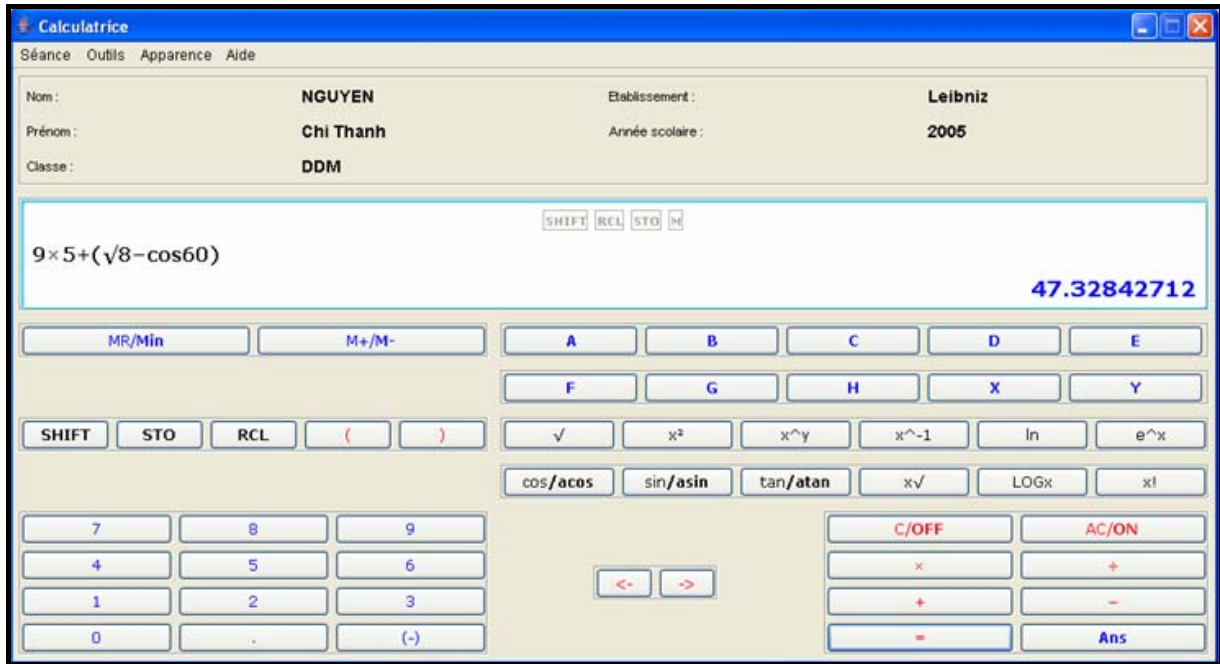 Calculatrice
Séance Outils Apparence Aide
Nom : NGUYEN Etablissement : Leibniz
Prénom : Chi Thanh Année scolaire : 2005
Classe : DDM
SHIFT RCL STO M
9×5+(√8-cos60)
47.32842712
MR/Min M+/M- A B C D E
F G H X Y
SHIFT STO RCL ( ) √ x² x^y x^-1 ln e^x
cos/acos sin/asin tan/atan x√ LOGx x!
7 8 9 C/OFF AC/ON
4 5 6 × ÷
<- ->
1 2 3 + −
0 . (-) = Ans